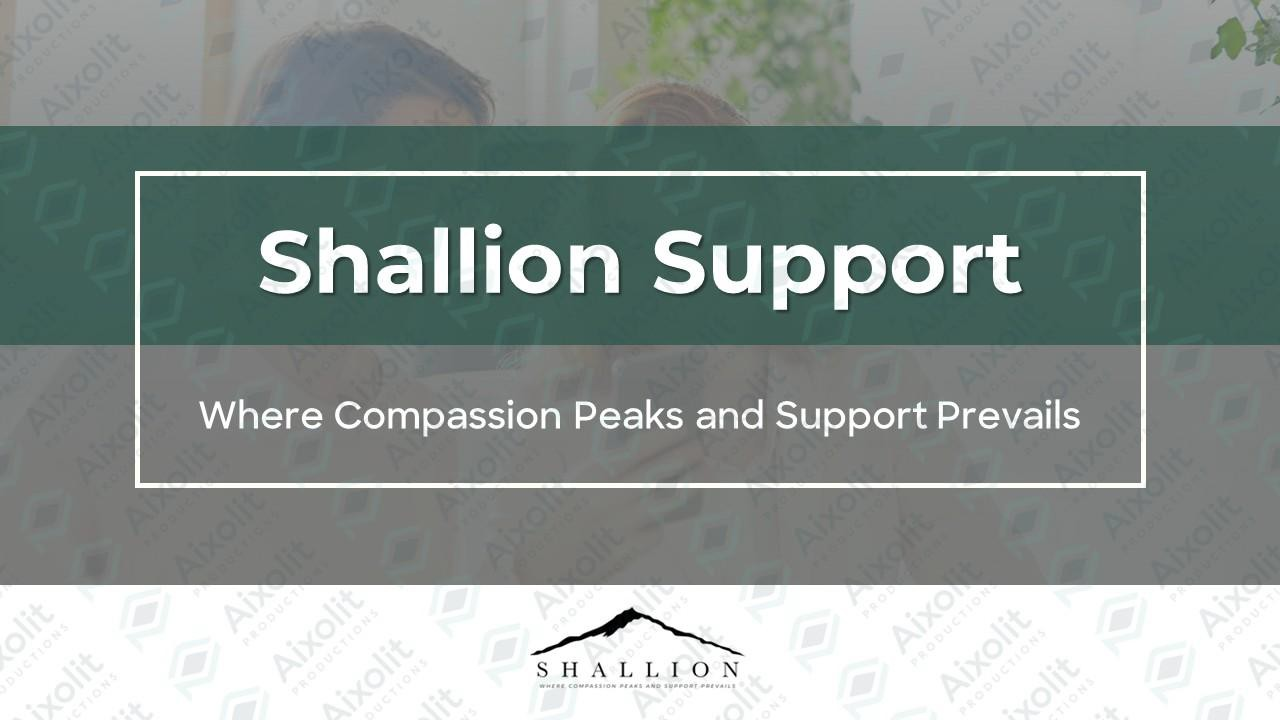 Shallion Support
Where Compassion Peaks and Support Prevails
SHALLION
WHERE COMPASSION PEAKS AND SUPPORT PREVAILS
Aixolit
PRODUCTIONS